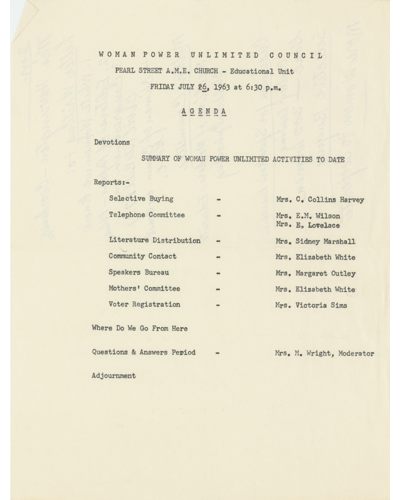 WOMAN POWER UNLIMITED COUNCIL
PEARL STREET A.M.E. CHURCH - Educational Unit
FRIDAY JULY 26, 1963 at 6:30 p.m.
AGENDA
Devotions
SUMMARY OF WOMAN POWER UNLIMITED ACTIVITIES TO DATE
Reports:-
Selective Buying - Mrs. C. Collins Harvey
Telephone Committee - Mrs. E.M. Wilson
Mrs. E. Lovelace
Literature Distribution - Mrs. Sidney Marshall
Community Contact - Mrs. Elizabeth White
Speakers Bureau - Mrs. Margaret Outley
Mothers' Committee - Mrs. Elizabeth White
Voter Registration - Mrs. Victoria Sims
Where Do We Go From Here
Questions & Answers Period - Mrs. M. Wright, Moderator
Adjournment